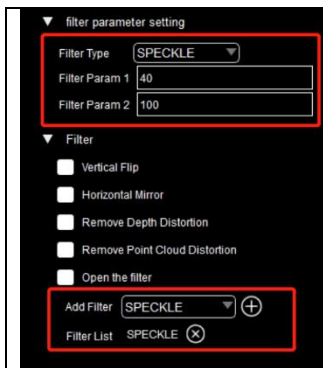 filter parameter setting
Filter Type SPECKLE
Filter Param 1 40
Filter Param 2 100
Filter
Vertical Flip
Horizontal Mirror
Remove Depth Distortion
Remove Point Cloud Distortion
Open the filter
Add Filter SPECKLE
Filter List SPECKLE